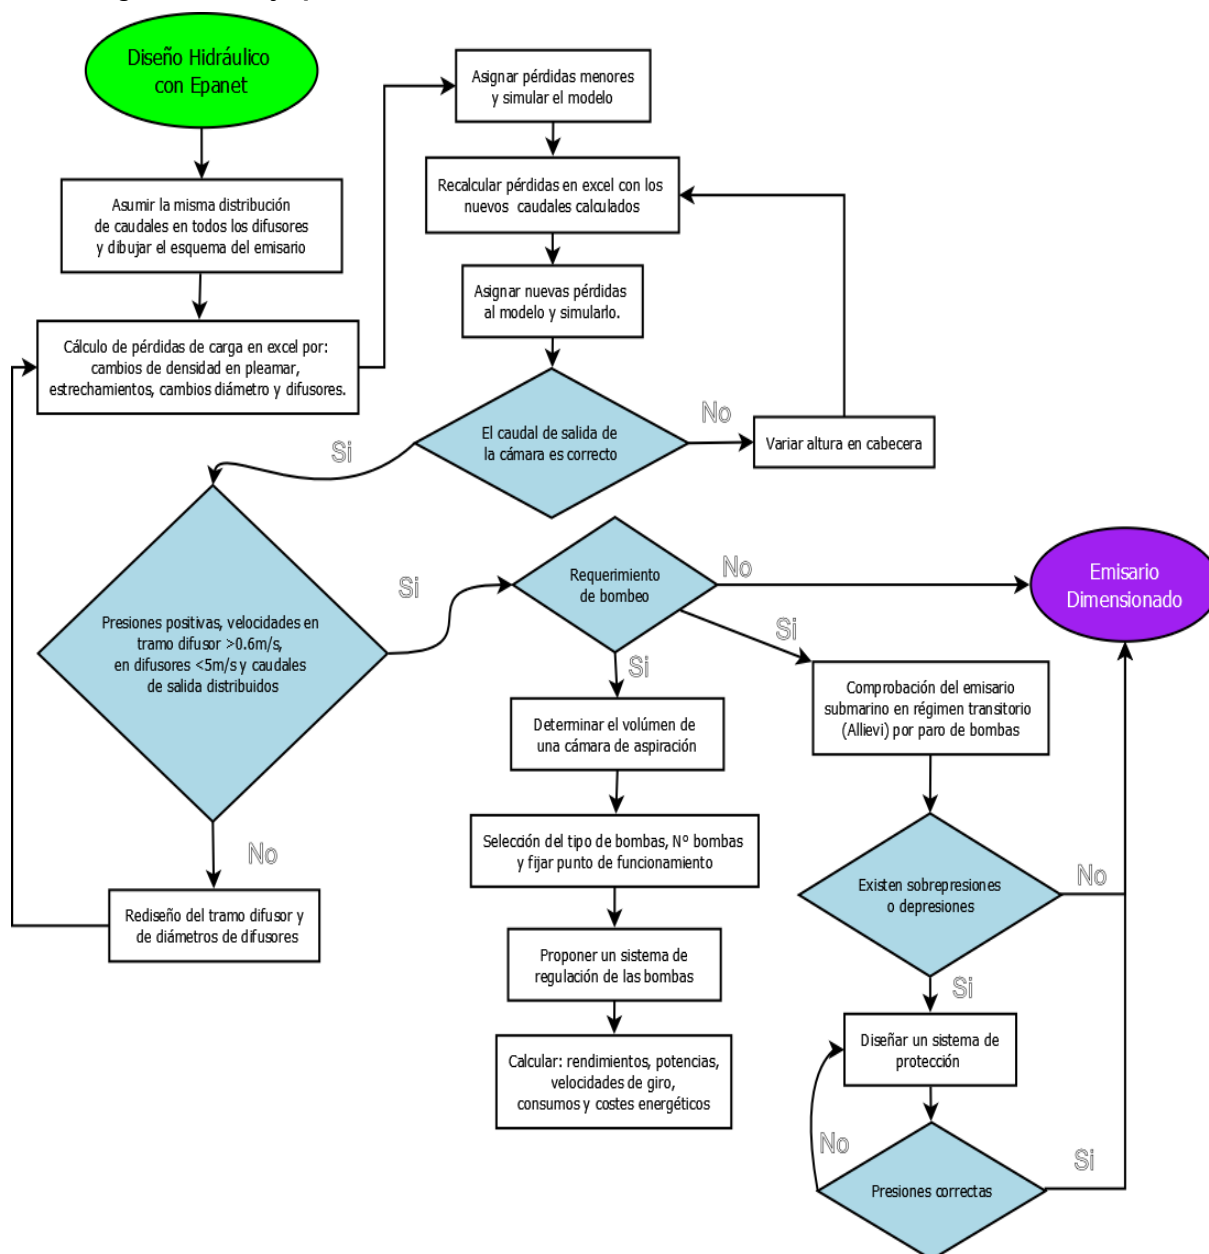 Diseño Hidráulico
con Epanet
Asumir la misma distribución
de caudales en todos los difusores
y dibujar el esquema del emisario
Cálculo de pérdidas de carga en excel por:
cambios de densidad en pleamar,
estrechamientos, cambios diámetro y difusores.
Asignar pérdidas menores
y simular el modelo
Recalcular pérdidas en excel con los
nuevos caudales calculados
Asignar nuevas pérdidas
al modelo y simularlo.
El caudal de salida de
la cámara es correcto
No
Variar altura en cabecera
Si
Presiones positivas, velocidades en
tramo difusor >0.6m/s,
en difusores <5m/s y caudales
de salida distribuidos
No
Rediseño del tramo difusor y
de diámetros de difusores
Si
Requerimiento
de bombeo
No
Emisario
Dimensionado
Si
Determinar el volúmen de
una cámara de aspiración
Selección del tipo de bombas, Nº bombas
y fijar punto de funcionamiento
Proponer un sistema de
regulación de las bombas
Calcular: rendimientos, potencias,
velocidades de giro,
consumos y costes energéticos
Si
Comprobación del emisario
submarino en régimen transitorio
(Allievi) por paro de bombas
Existen sobrepresiones
o depresiones
No
Si
Diseñar un sistema de
protección
No
Presiones correctas
Si